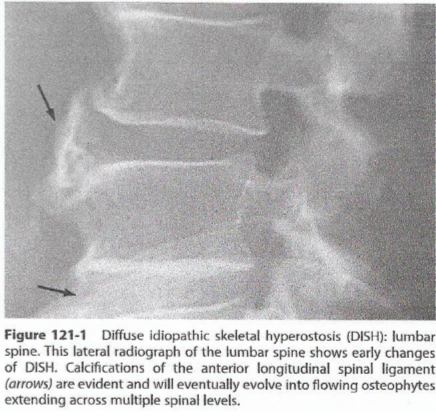 Figure 121-1 Diffuse idiopathic skeletal hyperostosis (DISH): lumbar
spine. This lateral radiograph of the lumbar spine shows early changes
of DISH. Calcifications of the anterior longitudinal spinal ligament
(arrows) are evident and will eventually evolve into flowing osteophytes
extending across multiple spinal levels.